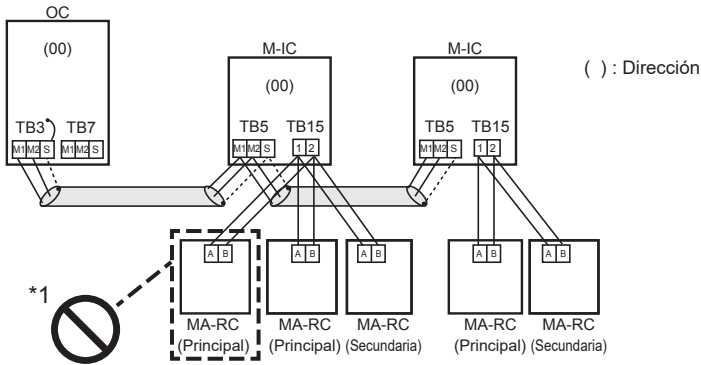 OC
(00)
TB3 TB7
M1 M2 S M1 M2 S
M-IC
(00)
TB5 TB15
M1 M2 S 1 2
M-IC
(00)
TB5 TB15
M1 M2 S 1 2
( ) : Dirección
*1
A B
MA-RC
(Principal)
A B
MA-RC
(Principal)
A B
MA-RC
(Secundaria)
A B
MA-RC
(Principal)
A B
MA-RC
(Secundaria)